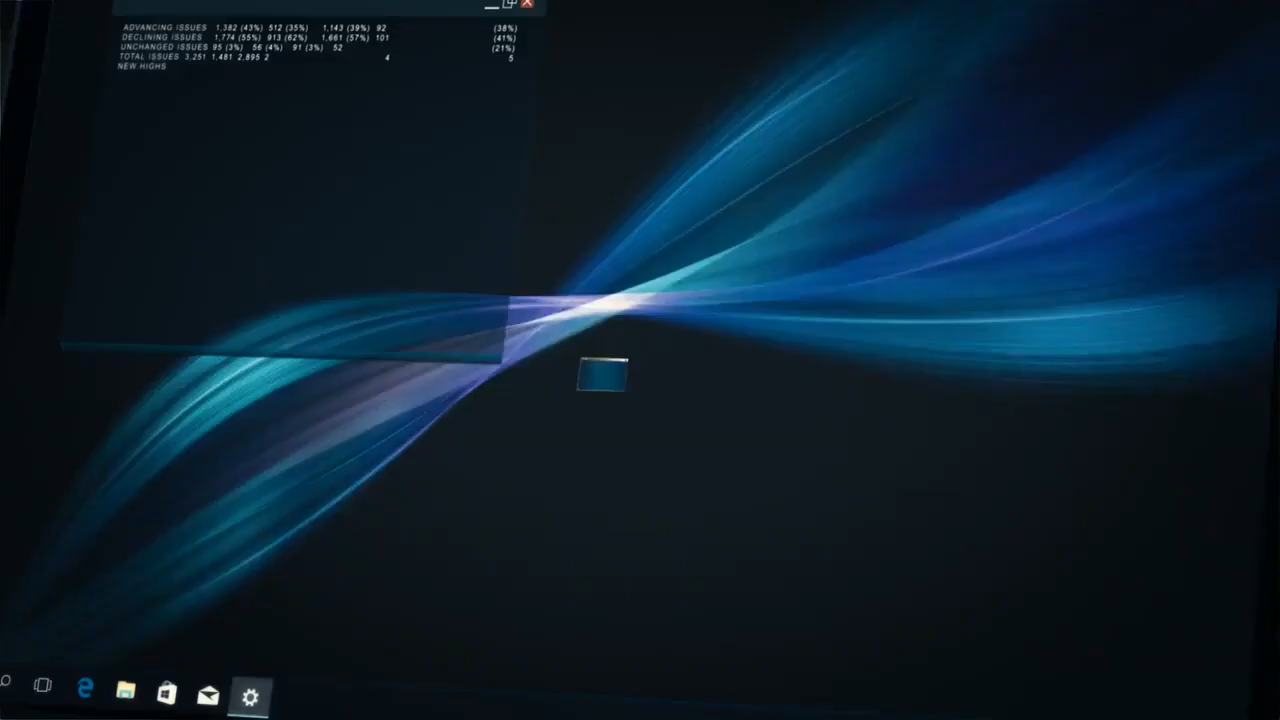 ADVANCING ISSUES 1,382 (43%) 512 (35%) 1,143 (39%) 92 (38%)
DECLINING ISSUES 1,774 (55%) 913 (62%) 1,661 (57%) 101 (41%)
UNCHANGED ISSUES 95 (3%) 56 (4%) 91 (3%) 52 (21%)
TOTAL ISSUES 3,251 1,481 2,895 2 4 5
NEW HIGHS